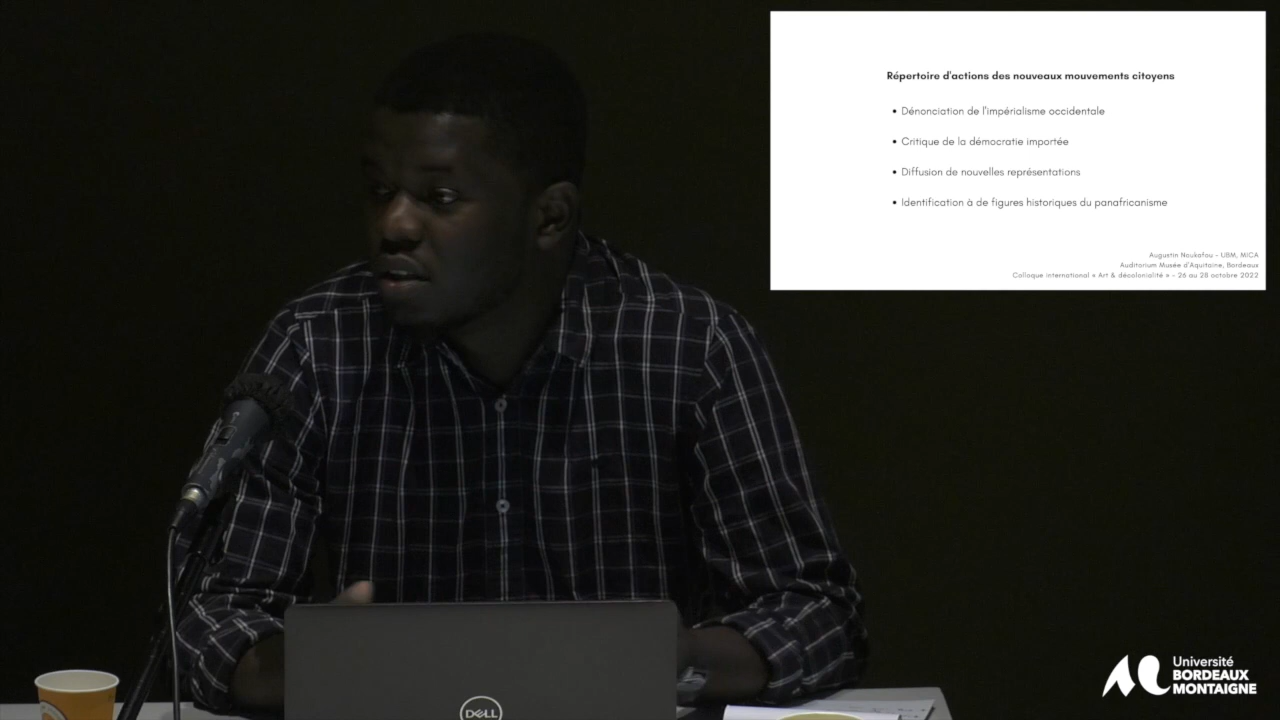 Répertoire d'actions des nouveaux mouvements citoyens
• Dénonciation de l'impérialisme occidentale
• Critique de la démocratie importée
• Diffusion de nouvelles représentations
• Identification à de figures historiques du panafricanisme
Augustin Noukafou - UBM, MICA
Auditorium Musée d'Aquitaine, Bordeaux
Colloque international « Art & décolonialité » - 26 au 28 octobre 2022
DELL
Université
BORDEAUX
MONTAIGNE